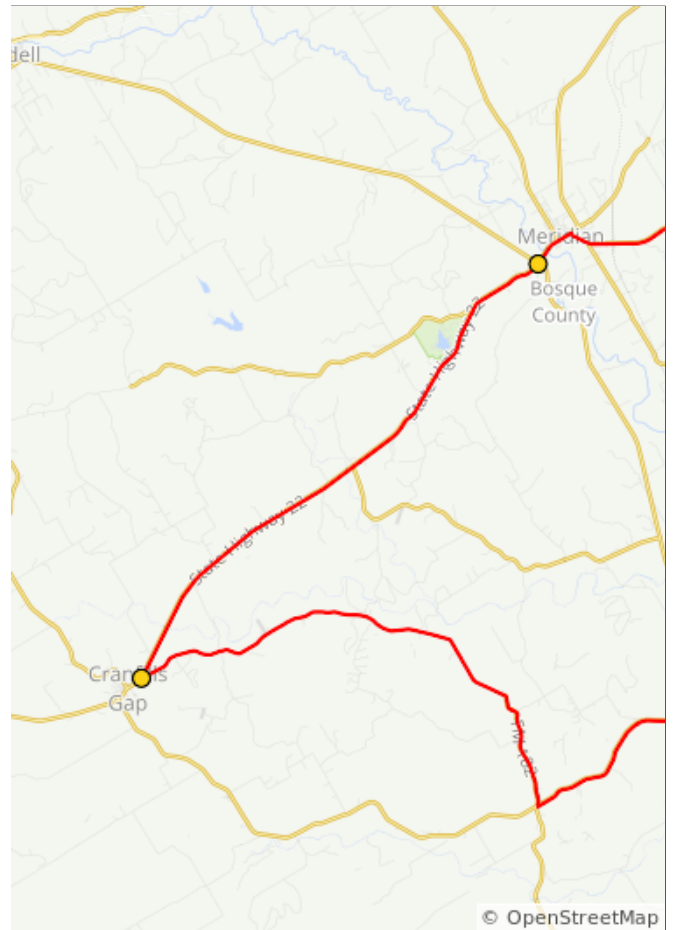 dell
Meridian
Bosque
County
State Highway 22
State Highway 22
Cranfills
Gap
FM 182
© OpenStreetMap